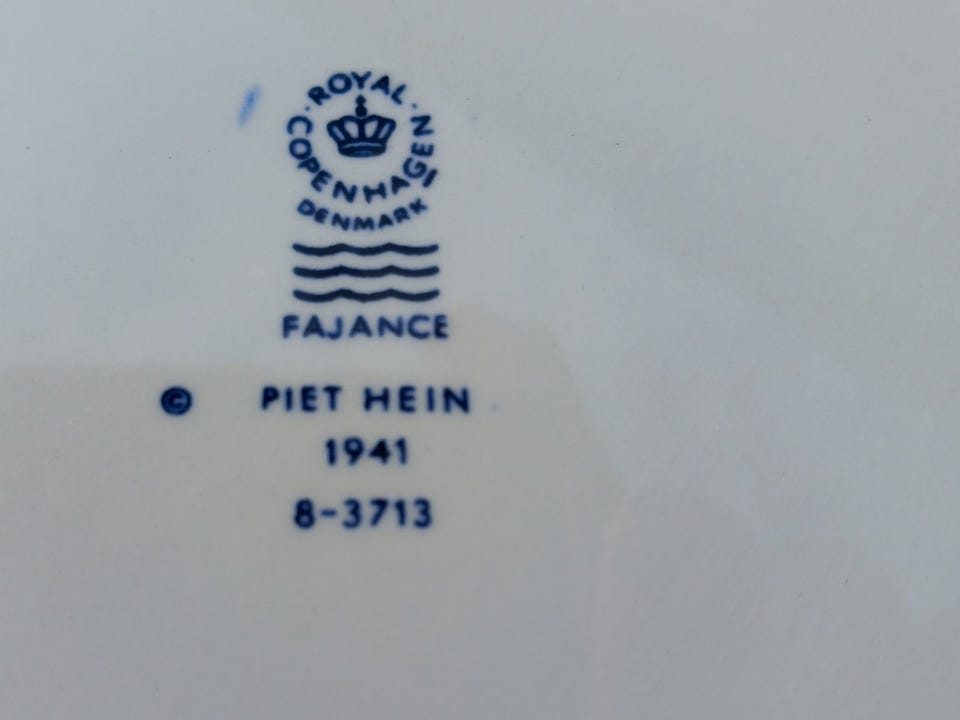 ROYAL
COPENHAGEN
DENMARK
FAJANCE
© PIET HEIN
1941
8-3713